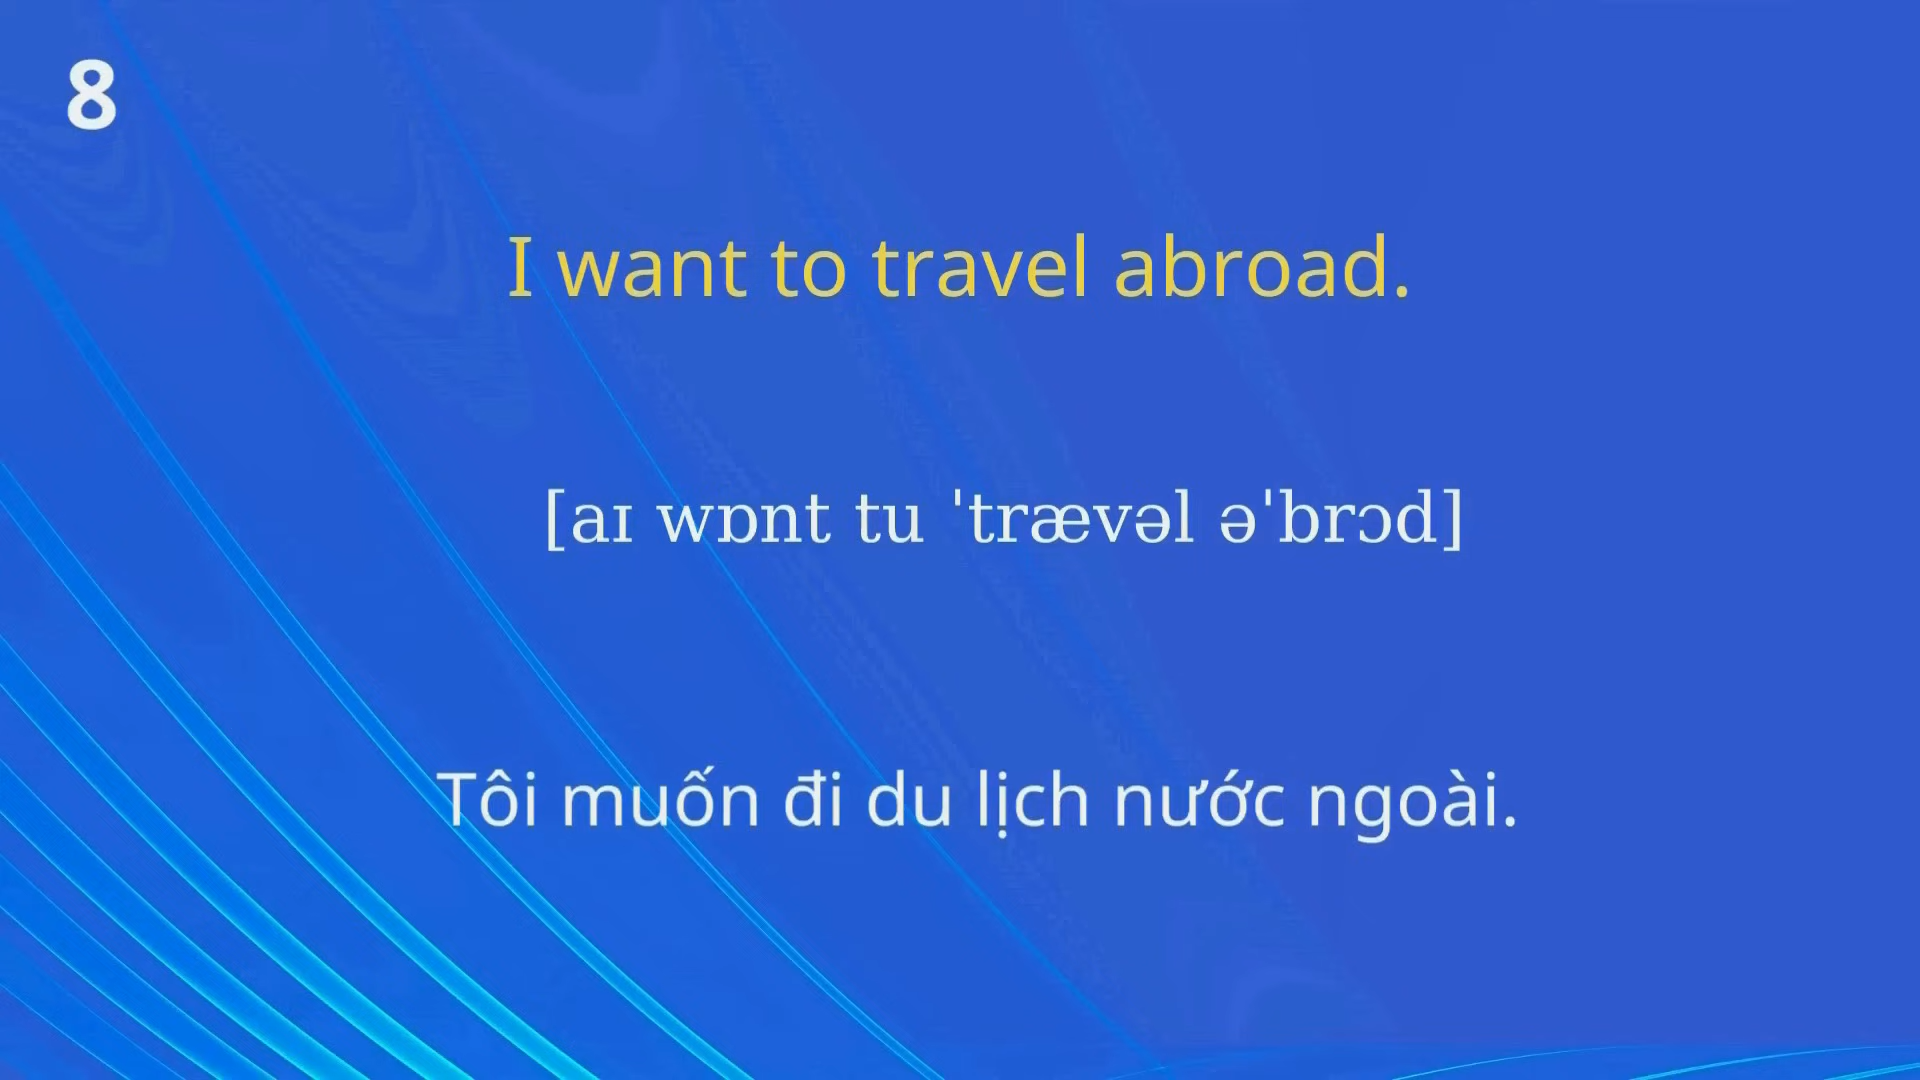 8
I want to travel abroad.
[aɪ wɒnt tu ˈtrævəl əˈbrɔd]
Tôi muốn đi du lịch nước ngoài.